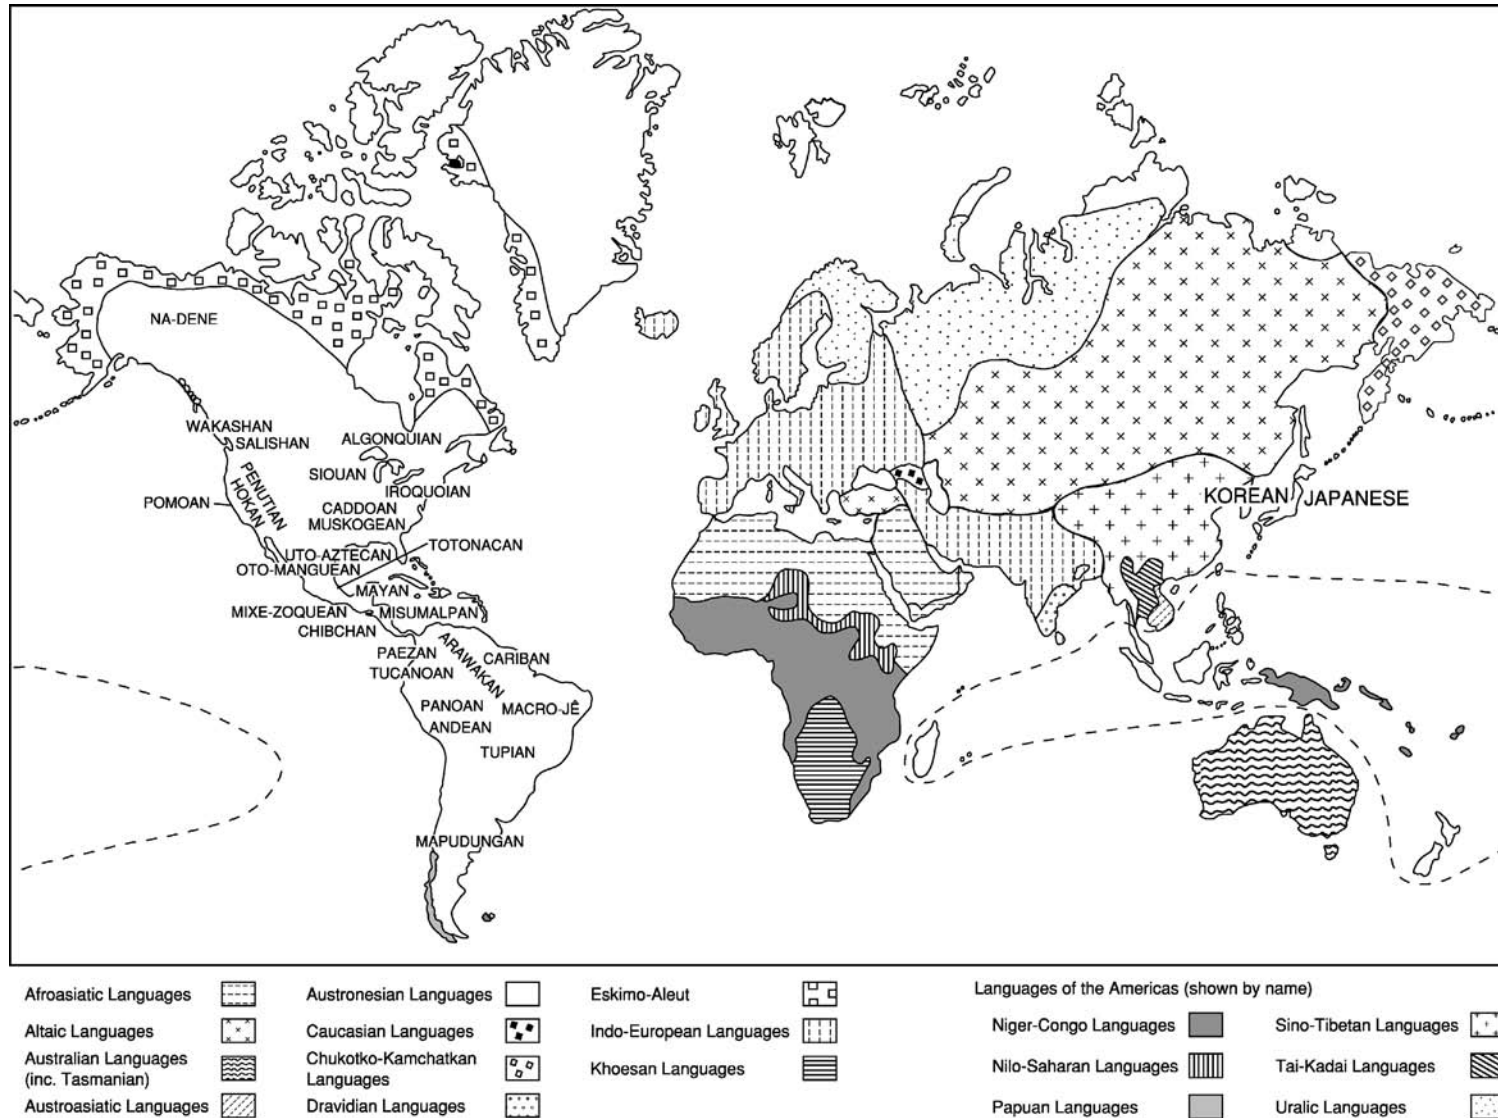 NA-DENE
WAKASHAN
SALISHAN
ALGONQUIAN
SIOUAN
PENUTIAN
HOKAN
IROQUOIAN
POMOAN
CADDOAN
MUSKOGEAN
KOREAN
JAPANESE
UTO-AZTECAN
TOTONACAN
OTO-MANGUEAN
MAYAN
MIXE-ZOQUEAN
MISUMALPAN
CHIBCHAN
PAEZAN
ARAWAKAN
CARIBAN
TUCANOAN
PANOAN
MACRO-JÊ
ANDEAN
TUPIAN
MAPUDUNGAN
Afroasiatic Languages
Altaic Languages
Australian Languages
(inc. Tasmanian)
Austroasiatic Languages
Austronesian Languages
Caucasian Languages
Chukotko-Kamchatkan
Languages
Dravidian Languages
Eskimo-Aleut
Indo-European Languages
Khoesan Languages
Languages of the Americas (shown by name)
Niger-Congo Languages
Nilo-Saharan Languages
Papuan Languages
Sino-Tibetan Languages
Tai-Kadai Languages
Uralic Languages